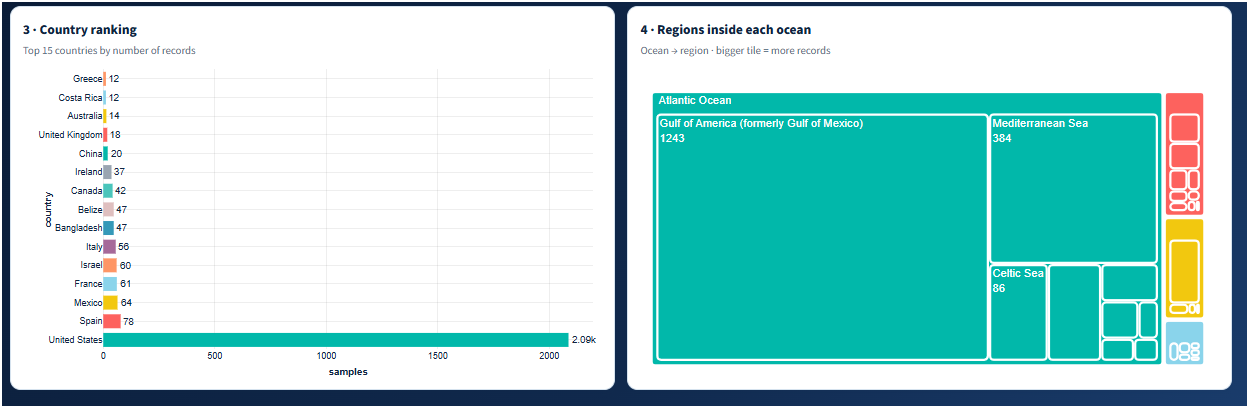 3 · Country ranking
Top 15 countries by number of records
Greece 12
Costa Rica 12
Australia 14
United Kingdom 18
China 20
Ireland 37
Canada 42
Belize 47
Bangladesh 47
Italy 56
Israel 60
France 61
Mexico 64
Spain 78
United States 2.09k
country
0 500 1000 1500 2000
samples
4 · Regions inside each ocean
Ocean → region · bigger tile = more records
Atlantic Ocean
Gulf of America (formerly Gulf of Mexico)
1243
Mediterranean Sea
384
Celtic Sea
86